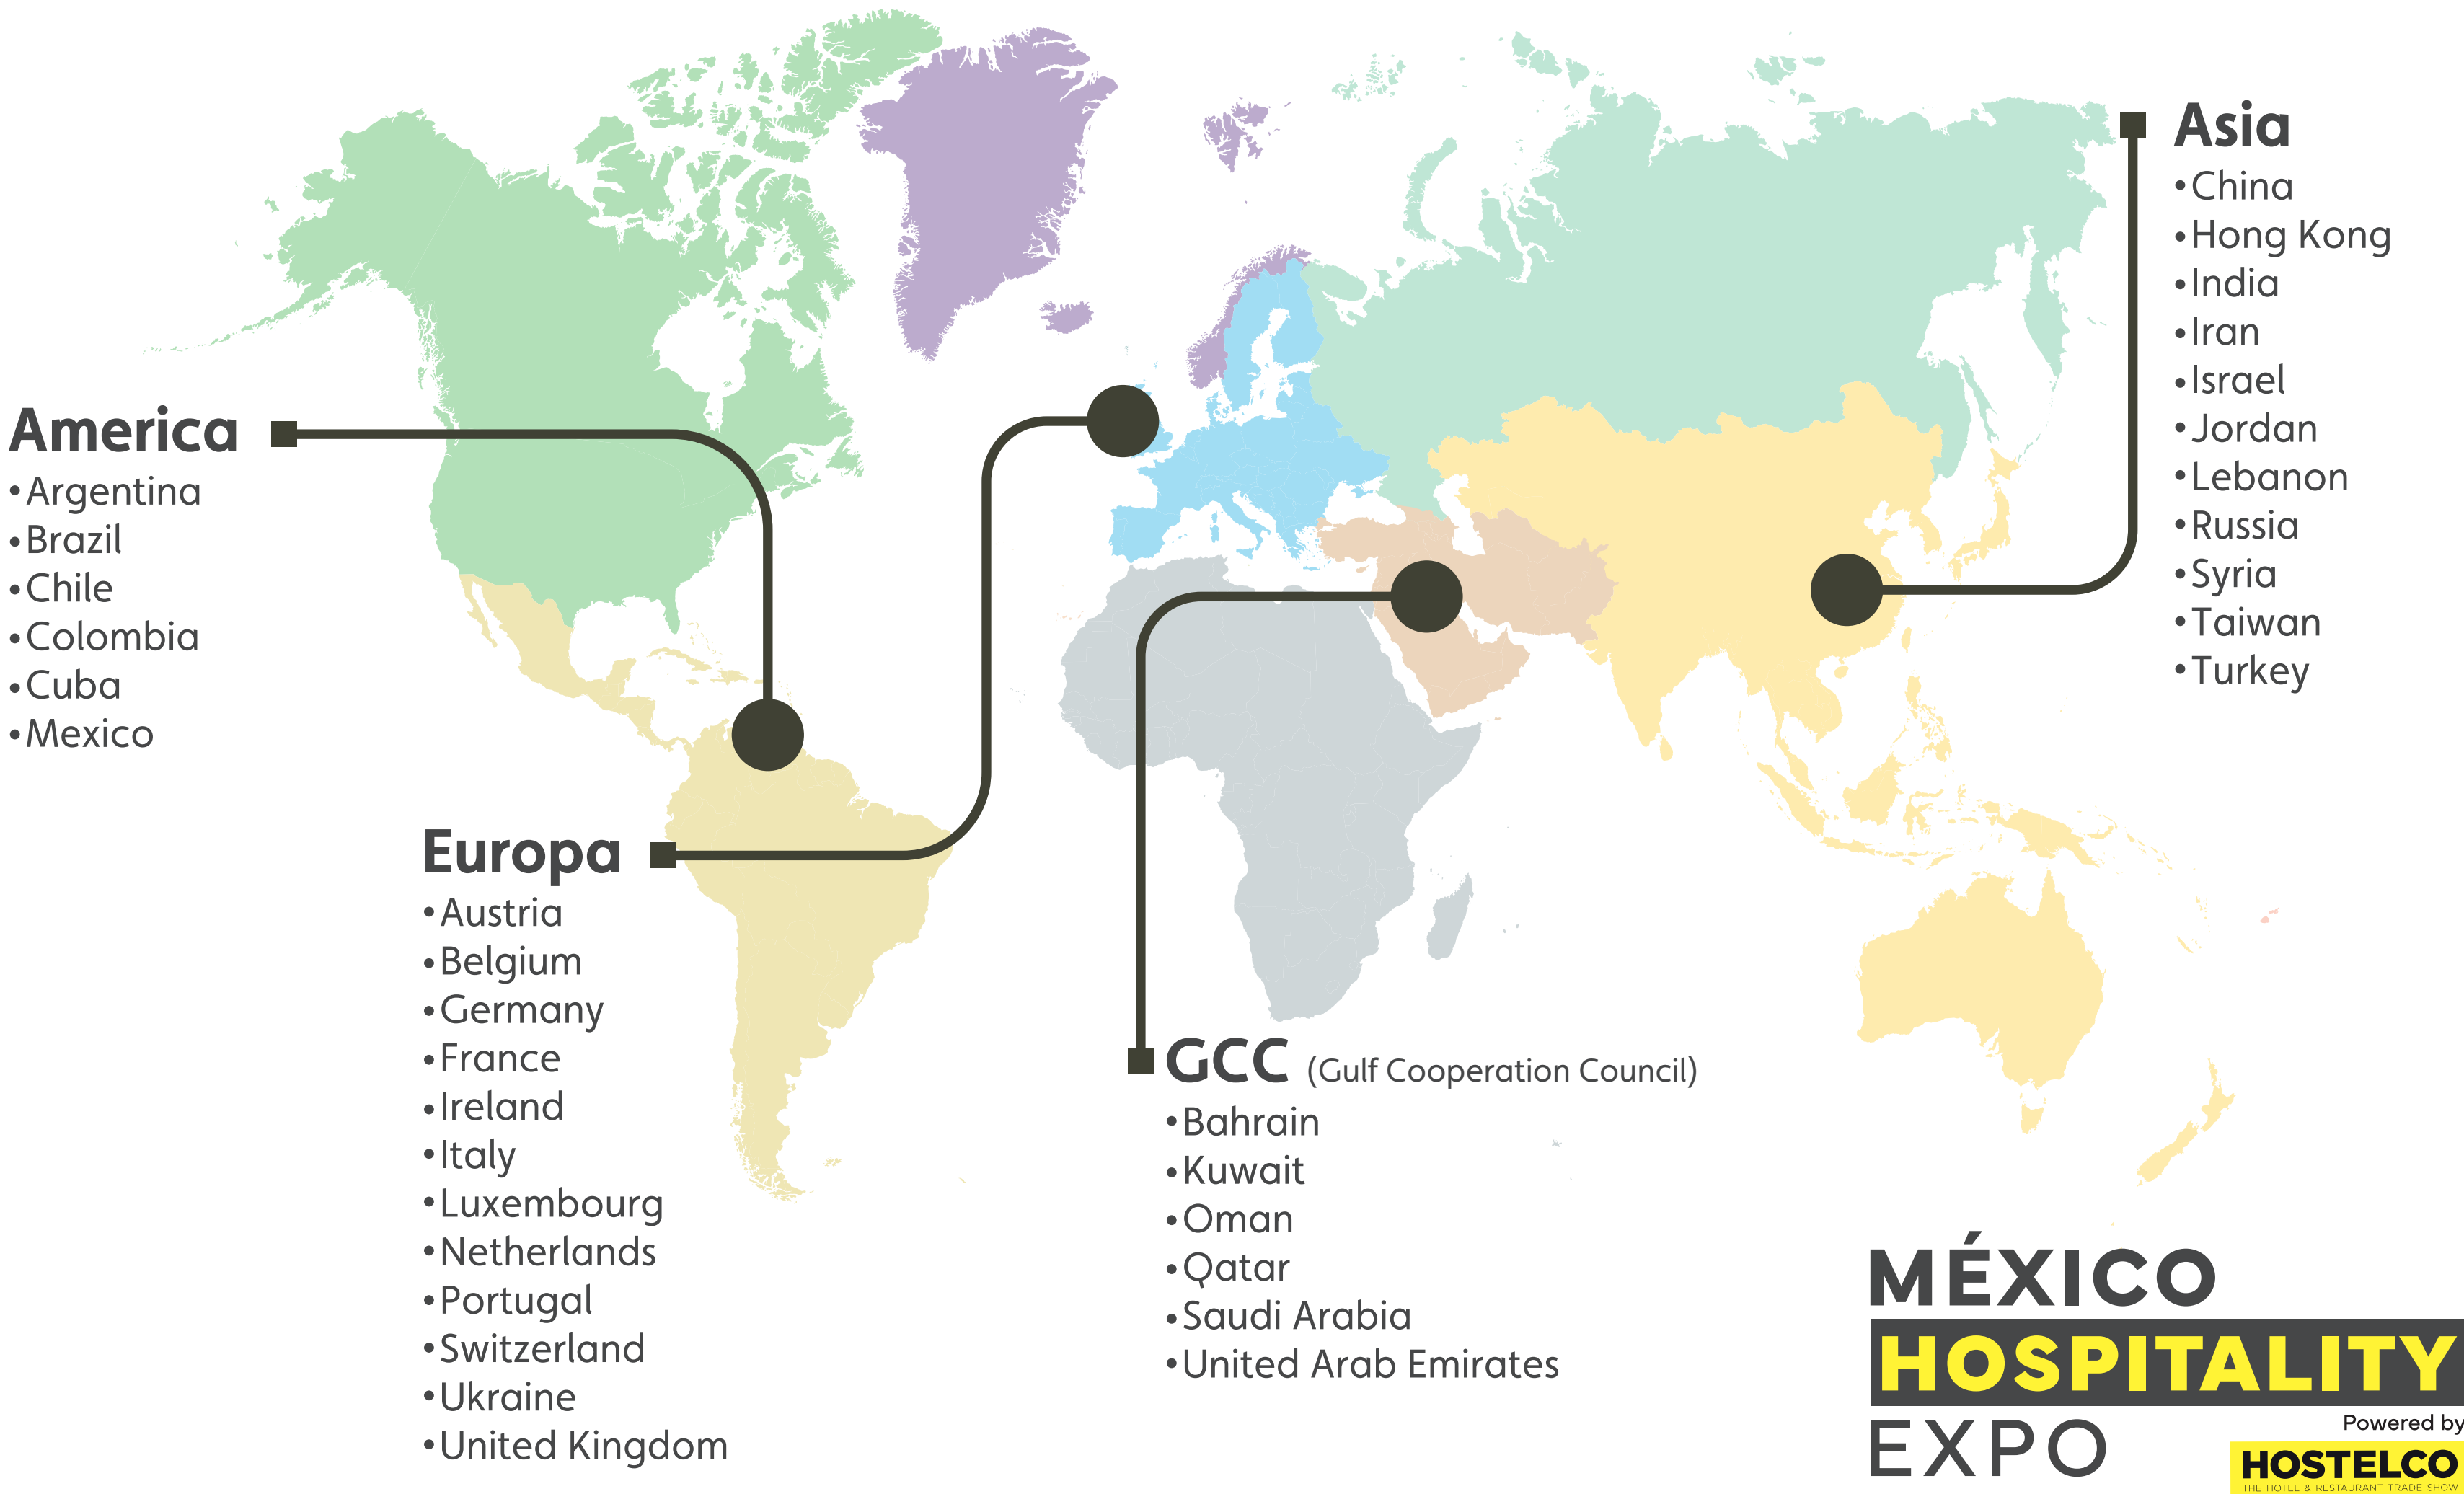 America
•Argentina
•Brazil
•Chile
•Colombia
•Cuba
•Mexico
Europa
•Austria
•Belgium
•Germany
•France
•Ireland
•Italy
•Luxembourg
•Netherlands
•Portugal
•Switzerland
•Ukraine
•United Kingdom
GCC (Gulf Cooperation Council)
•Bahrain
•Kuwait
•Oman
•Qatar
•Saudi Arabia
•United Arab Emirates
Asia
•China
•Hong Kong
•India
•Iran
•Israel
•Jordan
•Lebanon
•Russia
•Syria
•Taiwan
•Turkey
MÉXICO
HOSPITALITY
EXPO
Powered by
HOSTELCO
THE HOTEL & RESTAURANT TRADE SHOW